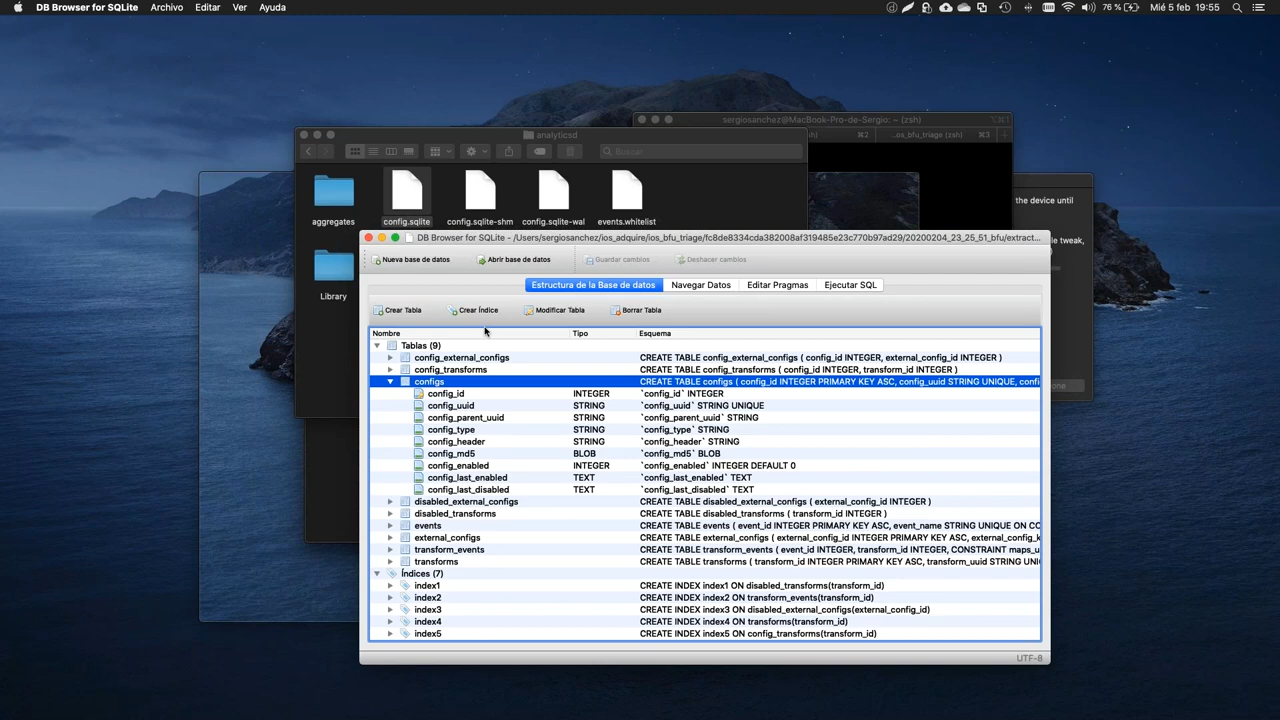 DB Browser for SQLite Archivo Editar Ver Ayuda 76 % Mié 5 feb 19:55
sergiosanchez@MacBook-Pro-de-Sergio: ~ (zsh) ⌥⌘1
analyticsd
h) ⌘2 ...os_bfu_triage (zsh) ⌘3
Buscar
the device until
aggregates config.sqlite config.sqlite-shm config.sqlite-wal events.whitelist
le tweak,
DB Browser for SQLite - /Users/sergiosanchez/ios_adquire/ios_bfu_triage/fc8de8334cda382008af319485e23c770b97ad29/20200204_23_25_51_bfu/extract...
Nueva base de datos Abrir base de datos Guardar cambios Deshacer cambios
Library
Estructura de la Base de datos Navegar Datos Editar Pragmas Ejecutar SQL
Crear Tabla Crear Índice Modificar Tabla Borrar Tabla
Nombre Tipo Esquema
Tablas (9)
config_external_configs CREATE TABLE config_external_configs ( config_id INTEGER, external_config_id INTEGER )
config_transforms CREATE TABLE config_transforms ( config_id INTEGER, transform_id INTEGER )
configs CREATE TABLE configs ( config_id INTEGER PRIMARY KEY ASC, config_uuid STRING UNIQUE, confi
one
config_id INTEGER `config_id` INTEGER
config_uuid STRING `config_uuid` STRING UNIQUE
config_parent_uuid STRING `config_parent_uuid` STRING
config_type STRING `config_type` STRING
config_header STRING `config_header` STRING
config_md5 BLOB `config_md5` BLOB
config_enabled INTEGER `config_enabled` INTEGER DEFAULT 0
config_last_enabled TEXT `config_last_enabled` TEXT
config_last_disabled TEXT `config_last_disabled` TEXT
disabled_external_configs CREATE TABLE disabled_external_configs ( external_config_id INTEGER )
disabled_transforms CREATE TABLE disabled_transforms ( transform_id INTEGER )
events CREATE TABLE events ( event_id INTEGER PRIMARY KEY ASC, event_name STRING UNIQUE ON CO
external_configs CREATE TABLE external_configs ( external_config_id INTEGER PRIMARY KEY ASC, external_config_k
transform_events CREATE TABLE transform_events ( event_id INTEGER, transform_id INTEGER, CONSTRAINT maps_u
transforms CREATE TABLE transforms ( transform_id INTEGER PRIMARY KEY ASC, transform_uuid STRING UNI
Índices (7)
index1 CREATE INDEX index1 ON disabled_transforms(transform_id)
index2 CREATE INDEX index2 ON transform_events(transform_id)
index3 CREATE INDEX index3 ON disabled_external_configs(external_config_id)
index4 CREATE INDEX index4 ON transforms(transform_id)
index5 CREATE INDEX index5 ON config_transforms(transform_id)
UTF-8